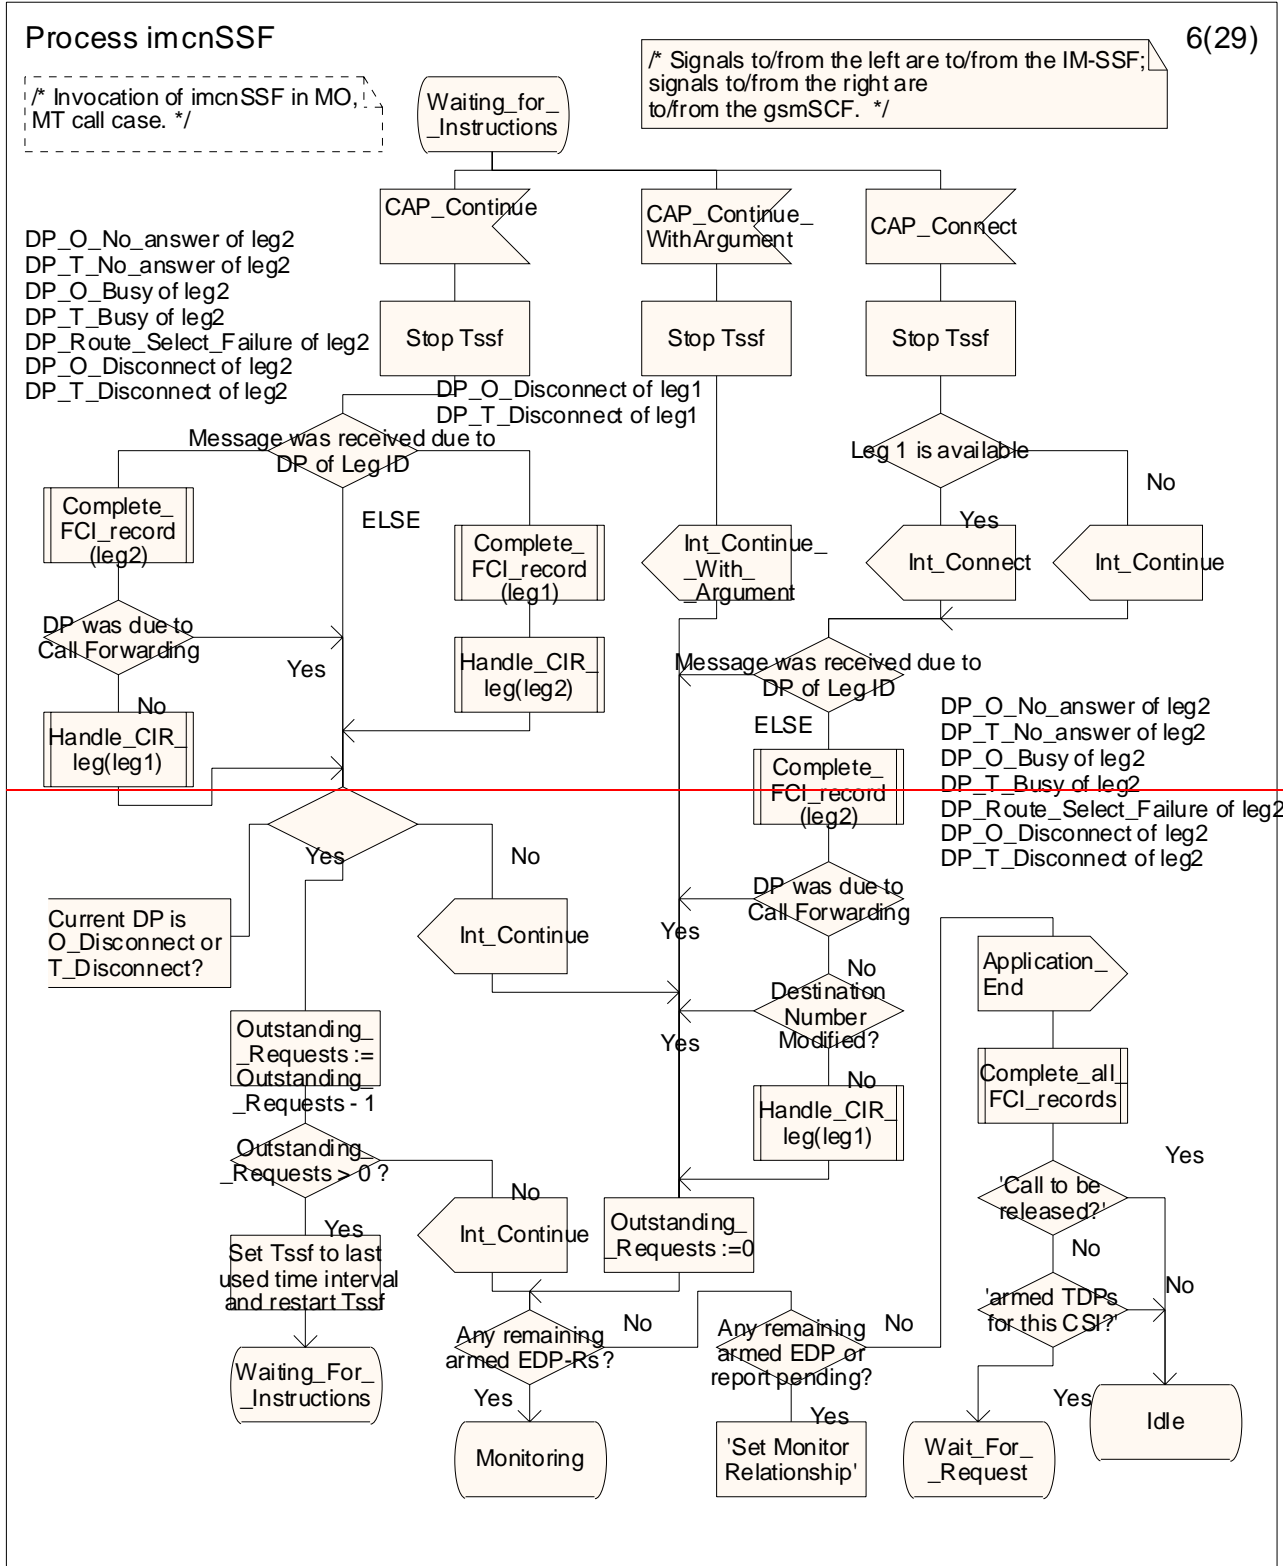 Process imcnSSF
6(29)
/* Invocation of imcnSSF in MO,
MT call case. */
Waiting_for_
_Instructions
/* Signals to/from the left are to/from the IM-SSF;
signals to/from the right are
to/from the gsmSCF.  */
CAP_Continue
CAP_Continue_
WithArgument
CAP_Connect
DP_O_No_answer of leg2
DP_T_No_answer of leg2
DP_O_Busy of leg2
DP_T_Busy of leg2
DP_Route_Select_Failure of leg2
DP_O_Disconnect of leg2
DP_T_Disconnect of leg2
Stop Tssf
Stop Tssf
Stop Tssf
DP_O_Disconnect of leg1
DP_T_Disconnect of leg1
Message was received due to
DP of Leg ID
Leg 1 is available
No
Yes
ELSE
Complete_
FCI_record
(leg2)
Complete_
FCI_record
(leg1)
Int_Continue_
_With_
_Argument
Int_Connect
Int_Continue
DP was due to
Call Forwarding
Yes
No
Handle_CIR_
leg(leg2)
Handle_CIR_
leg(leg1)
Message was received due to
DP of Leg ID
ELSE
DP_O_No_answer of leg2
DP_T_No_answer of leg2
DP_O_Busy of leg2
DP_T_Busy of leg2
DP_Route_Select_Failure of leg2
DP_O_Disconnect of leg2
DP_T_Disconnect of leg2
Complete_
FCI_record
(leg2)
Yes
No
Current DP is
O_Disconnect or
T_Disconnect?
Int_Continue
DP was due to
Call Forwarding
Yes
No
Destination
Number
Modified?
Yes
No
Application_
End
Outstanding_
_Requests :=
Outstanding_
_Requests - 1
Complete_all_
FCI_records
Handle_CIR_
leg(leg1)
Outstanding_
_Requests > 0 ?
No
Yes
Yes
'Call to be
released?'
No
Int_Continue
Outstanding_
_Requests :=0
Set Tssf to last
used time interval
and restart Tssf
'armed TDPs
for this CSI?'
No
Yes
Any remaining
armed EDP-Rs ?
No
Yes
Any remaining
armed EDP or
report pending?
No
Yes
Waiting_For_
_Instructions
Monitoring
'Set Monitor
Relationship'
Wait_For_
_Request
Idle